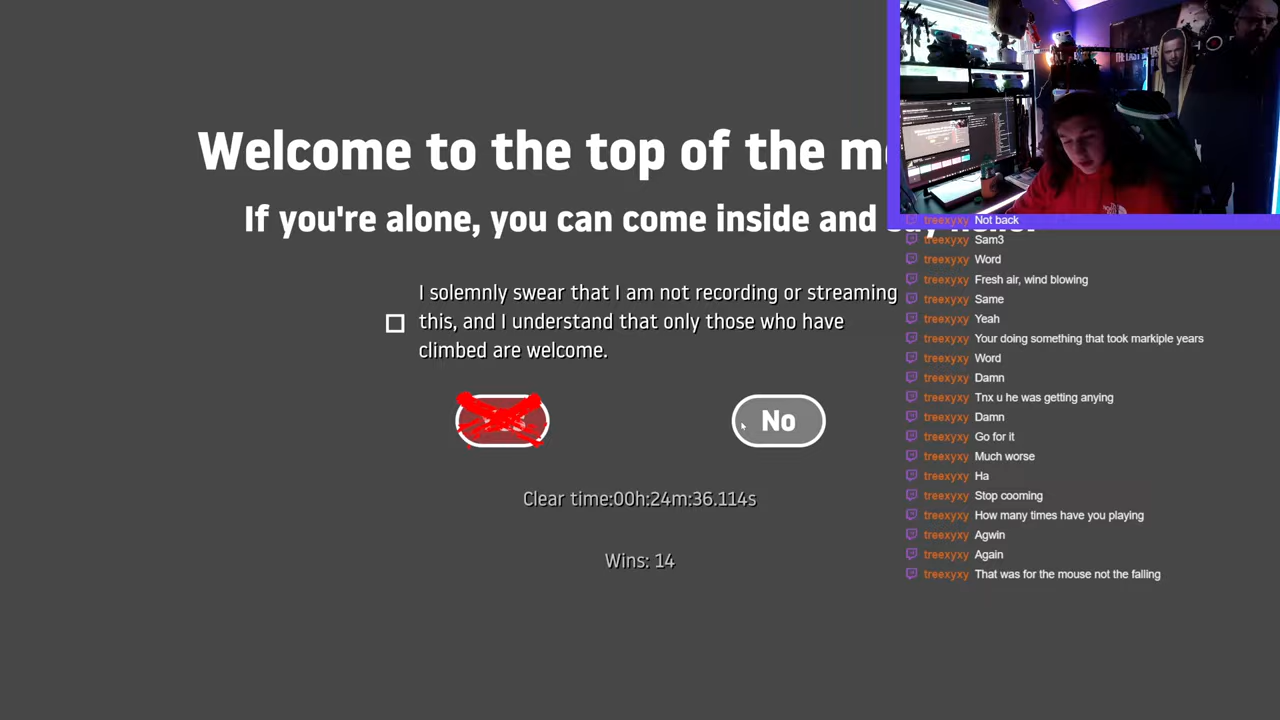 Welcome to the top of the
If you're alone, you can come inside and
I solemnly swear that I am not recording or streaming
this, and I understand that only those who have
climbed are welcome.
No
Clear time:00h:24m:36.114s
Wins: 14
treexyxy Not back
treexyxy Sam3
treexyxy Word
treexyxy Fresh air, wind blowing
treexyxy Same
treexyxy Yeah
treexyxy Your doing something that took markiple years
treexyxy Word
treexyxy Damn
treexyxy Tnx u he was getting anying
treexyxy Damn
treexyxy Go for it
treexyxy Much worse
treexyxy Ha
treexyxy Stop cooming
treexyxy How many times have you playing
treexyxy Agwin
treexyxy Again
treexyxy That was for the mouse not the falling